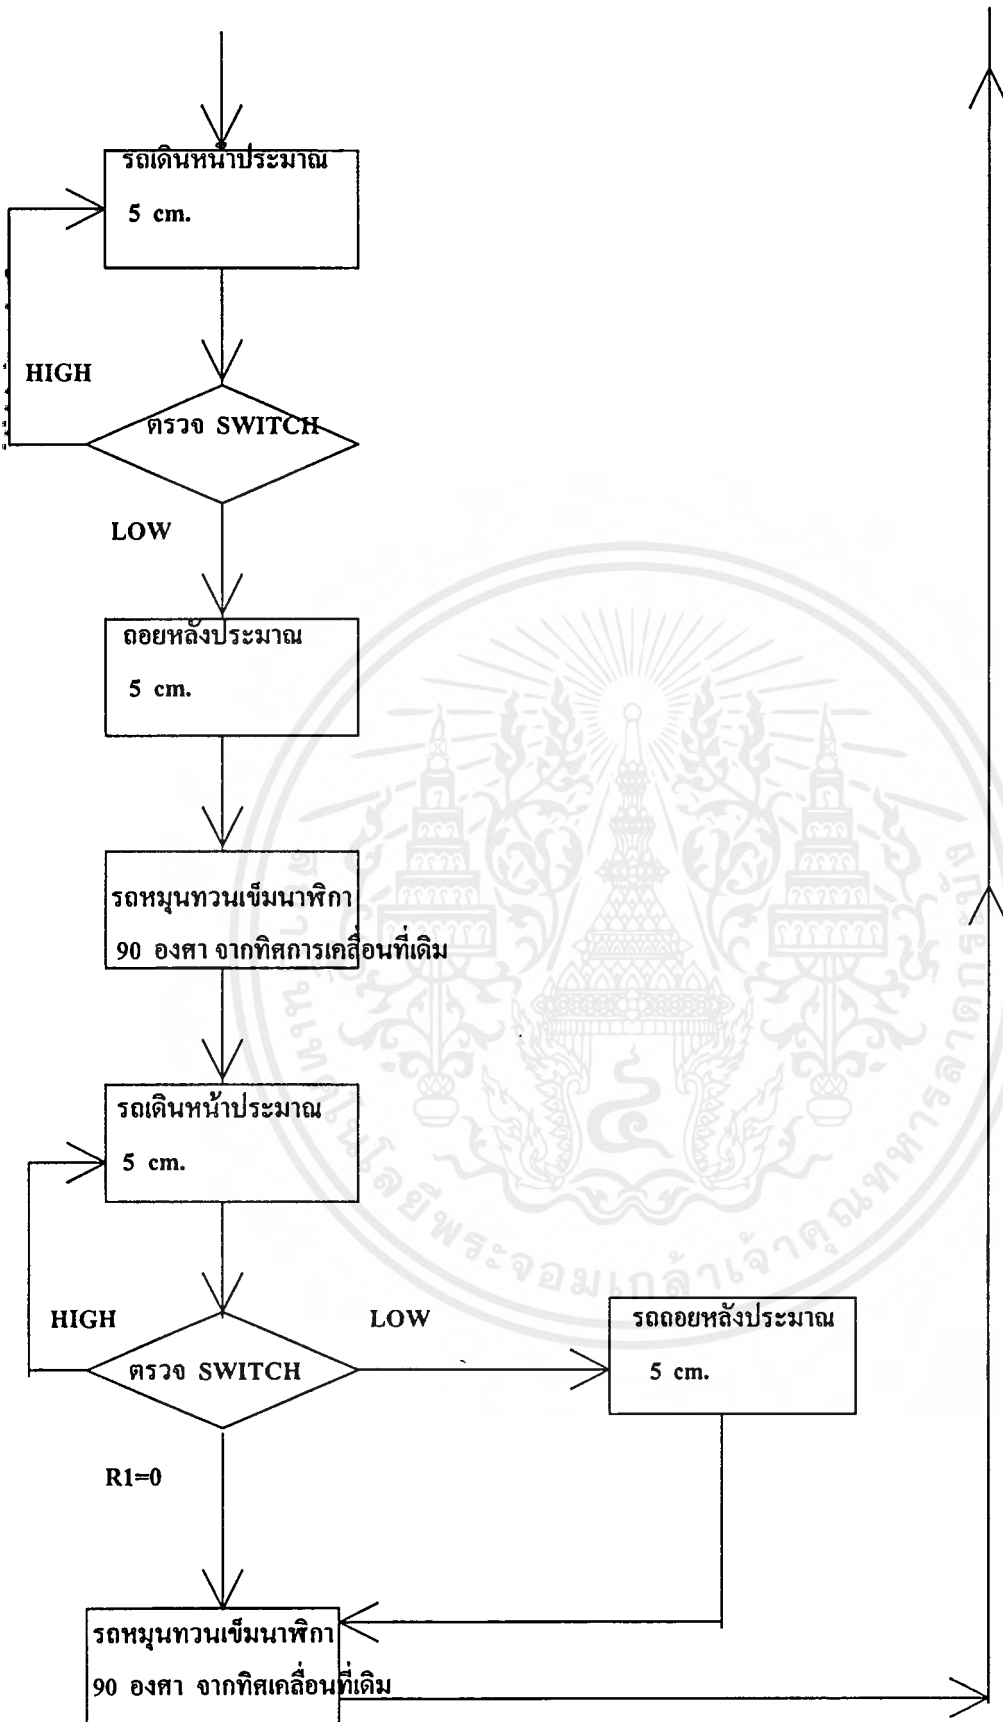 รถเดินหน้าประมาณ
5 cm.
HIGH
ตรวจ SWITCH
LOW
ถอยหลังประมาณ
5 cm.
รถหมุนทวนเข็มนาฬิกา
90 องศา จากทิศการเคลื่อนที่เดิม
รถเดินหน้าประมาณ
5 cm.
HIGH
LOW
ตรวจ SWITCH
รถถอยหลังประมาณ
5 cm.
R1=0
รถหมุนทวนเข็มนาฬิกา
90 องศา จากทิศเคลื่อนที่เดิม